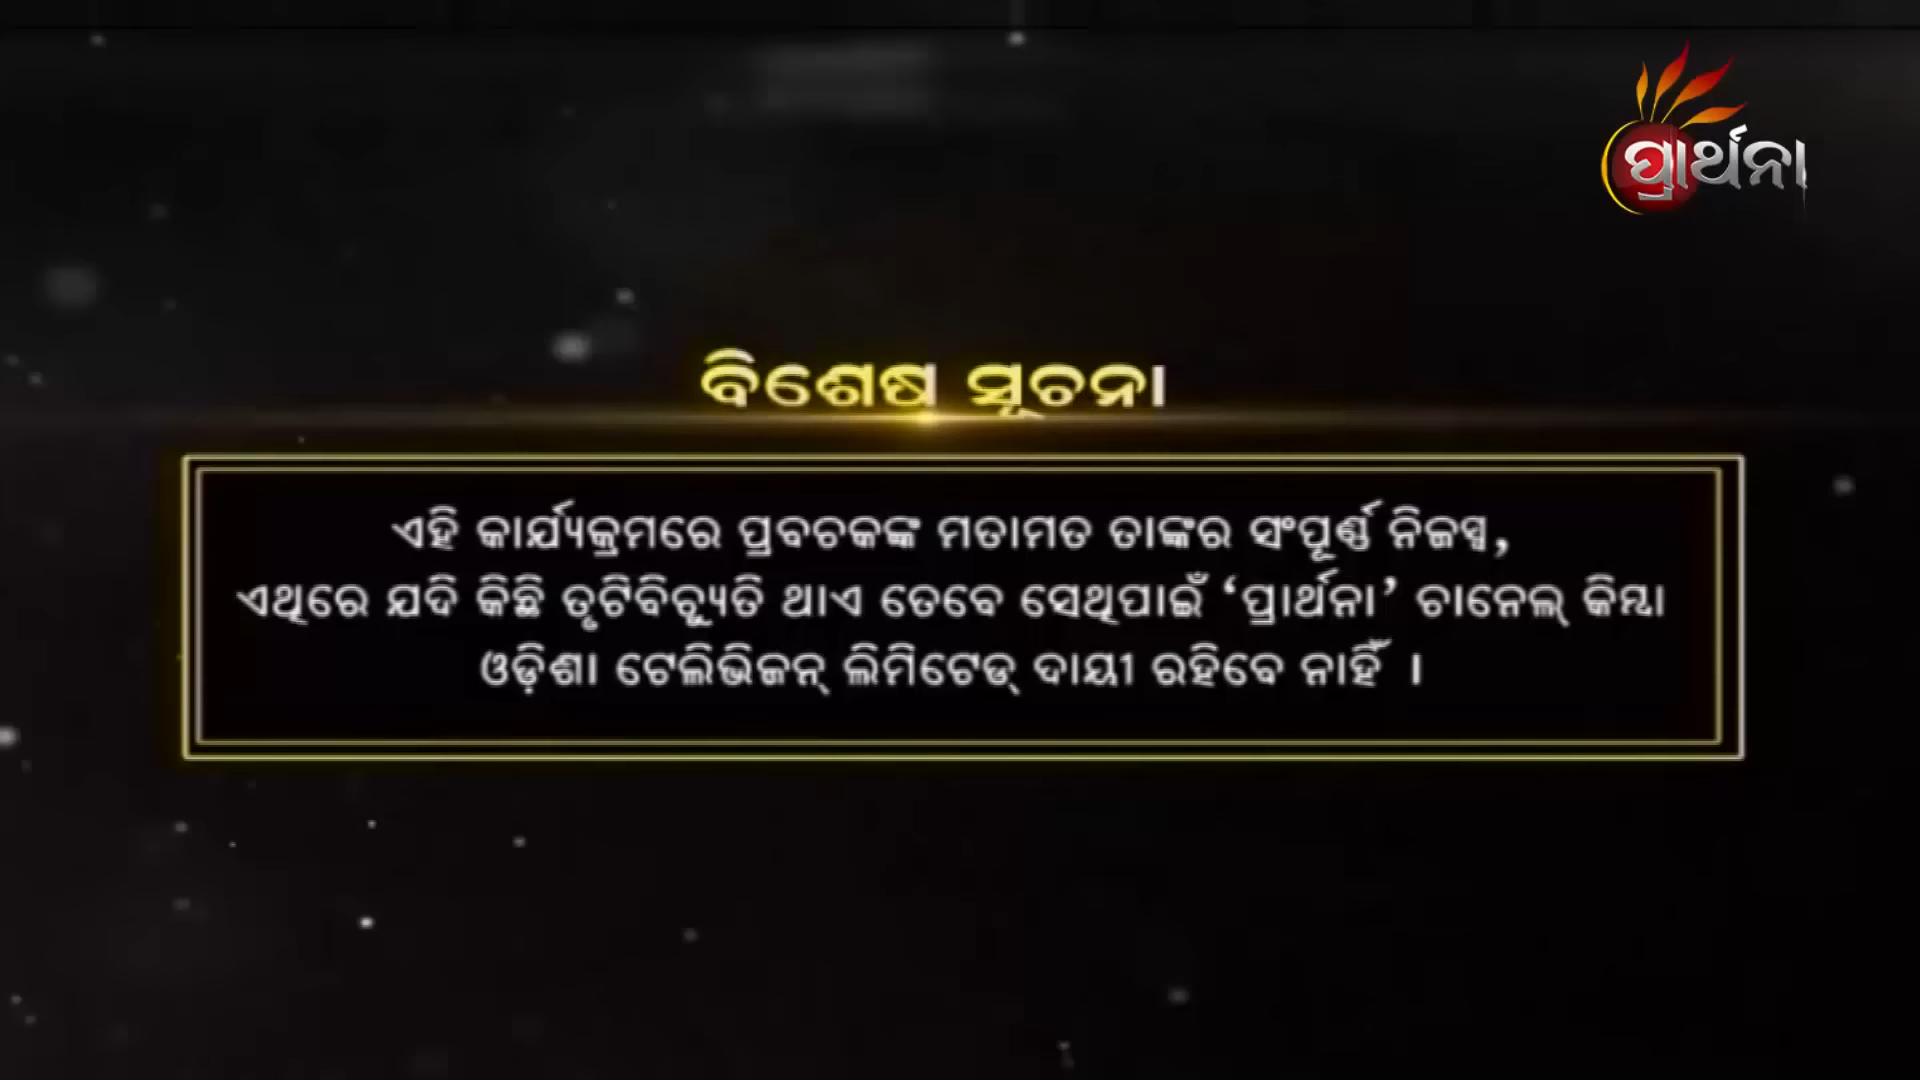 ପ୍ରାର୍ଥନା
ବିଶେଷ ସୂଚନା
ଏହି କାର୍ଯ୍ୟକ୍ରମରେ ପ୍ରବଚକଙ୍କ ମତାମତ ତାଙ୍କର ସଂପୂର୍ଣ୍ଣ ନିଜସ୍ୱ,
ଏଥିରେ ଯଦି କିଛି ତୃଟିବିଚ୍ୟୁତି ଥାଏ ତେବେ ସେଥିପାଇଁ ‘ପ୍ରାର୍ଥନା’ ଚାନେଲ୍ କିମ୍ବା
ଓଡ଼ିଶା ଟେଲିଭିଜନ୍ ଲିମିଟେଡ୍ ଦାୟୀ ରହିବେ ନାହିଁ ।